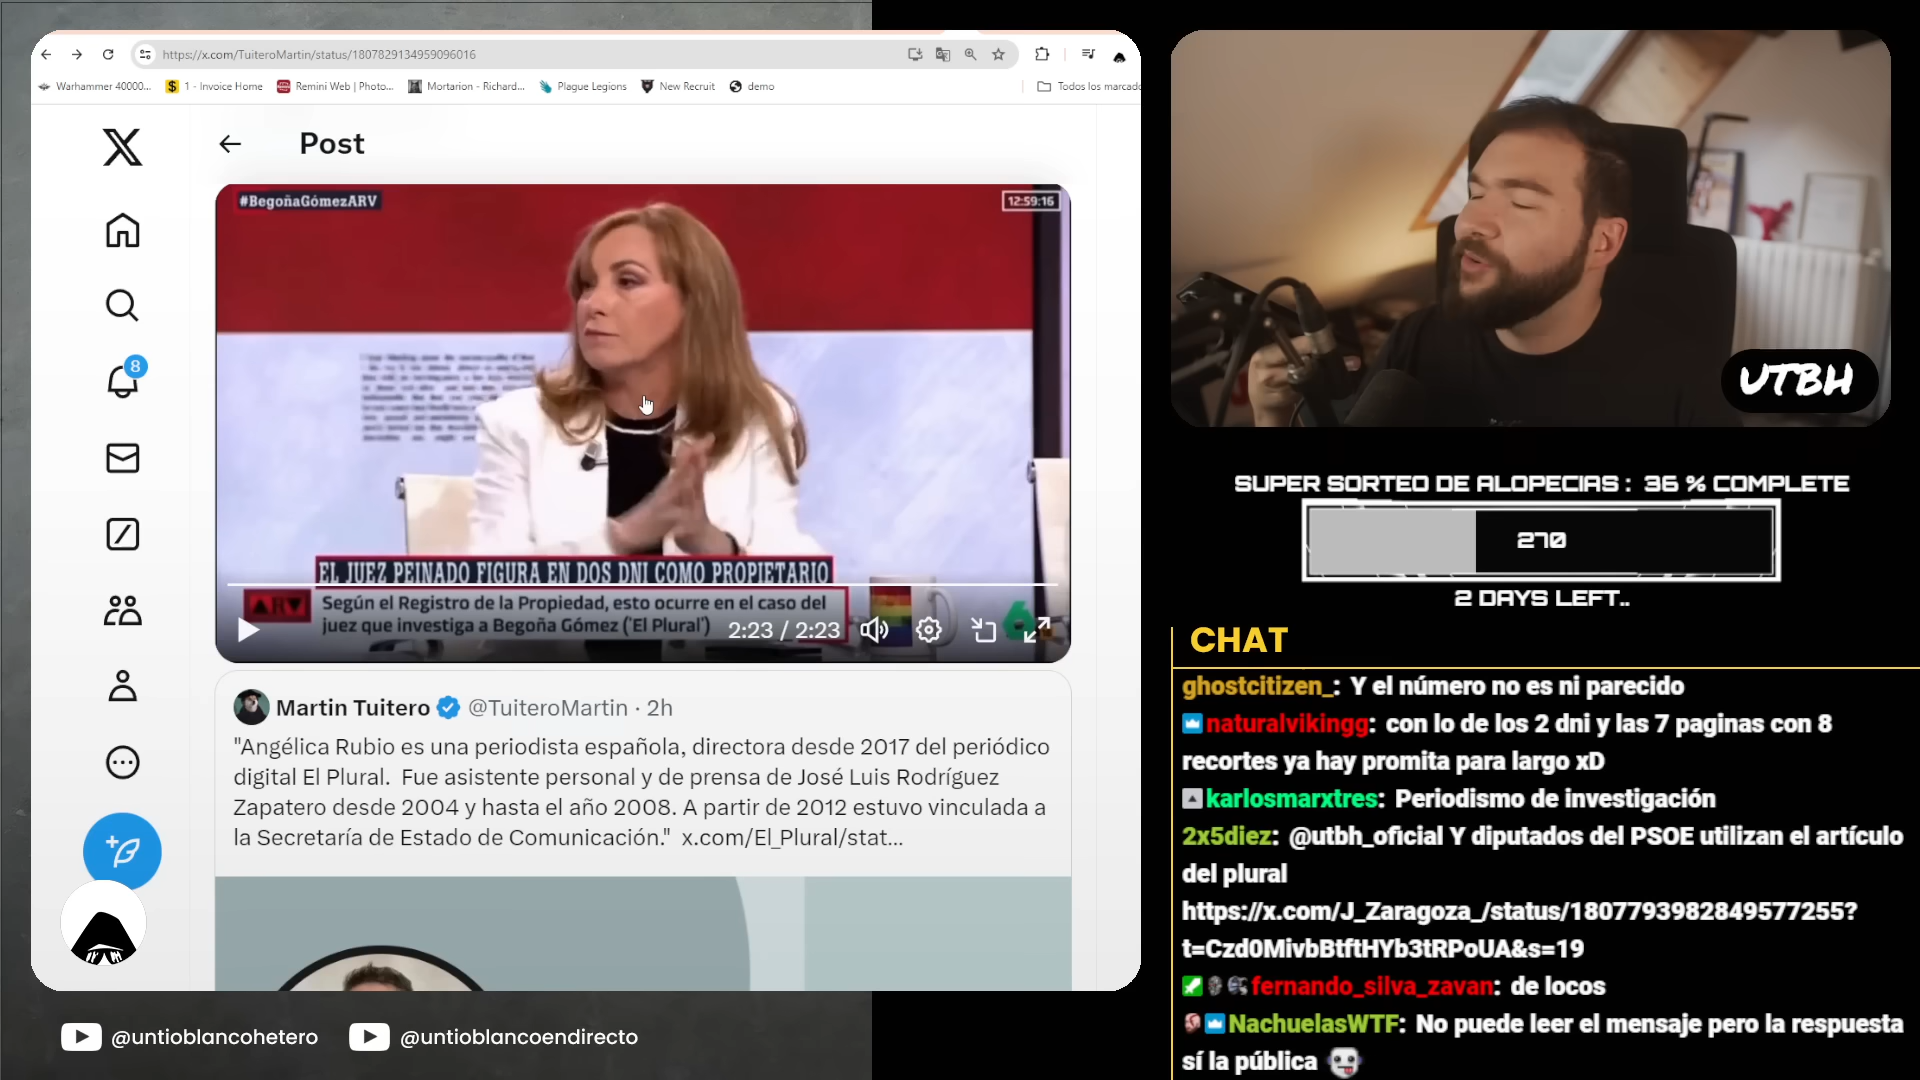 https://x.com/TuiteroMartin/status/1807829134959096016
Warhammer 40000...
1 - Invoice Home
Remini Web | Photo...
Mortarion - Richard...
Plague Legions
New Recruit
demo
Todos los marcado
Post
8
#BegoñaGómezARV
12:59:16
EL JUEZ PEINADO FIGURA EN DOS DNI COMO PROPIETARIO
ARV
Según el Registro de la Propiedad, esto ocurre en el caso del
juez que investiga a Begoña Gómez ('El Plural')
2:23 / 2:23
6
Martin Tuitero @TuiteroMartin · 2h
"Angélica Rubio es una periodista española, directora desde 2017 del periódico
digital El Plural. Fue asistente personal y de prensa de José Luis Rodríguez
Zapatero desde 2004 y hasta el año 2008. A partir de 2012 estuvo vinculada a
la Secretaría de Estado de Comunicación." x.com/El_Plural/stat...
@untioblancohetero
@untioblancoendirecto
UTBH
SUPER SORTEO DE ALOPECIAS : 36 % COMPLETE
270
2 DAYS LEFT..
CHAT
ghostcitizen_: Y el número no es ni parecido
naturalvikingg: con lo de los 2 dni y las 7 paginas con 8
recortes ya hay promita para largo xD
karlosmarxtres: Periodismo de investigación
2x5diez: @utbh_oficial Y diputados del PSOE utilizan el artículo
del plural
https://x.com/J_Zaragoza_/status/1807793982849577255?
t=Czd0MivbBtftHYb3tRPoUA&s=19
fernando_silva_zavan: de locos
NachuelasWTF: No puede leer el mensaje pero la respuesta
sí la pública